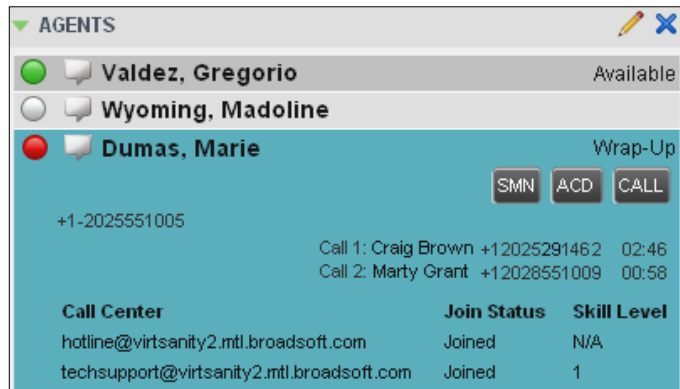 AGENTS
Valdez, Gregorio Available
Wyoming, Madoline
Dumas, Marie Wrap-Up
SMN ACD CALL
+1-2025551005
Call 1: Craig Brown +12025291462 02:46
Call 2: Marty Grant +12028551009 00:58
Call Center Join Status Skill Level
hotline@virtsanity2.mtl.broadsoft.com Joined N/A
techsupport@virtsanity2.mtl.broadsoft.com Joined 1